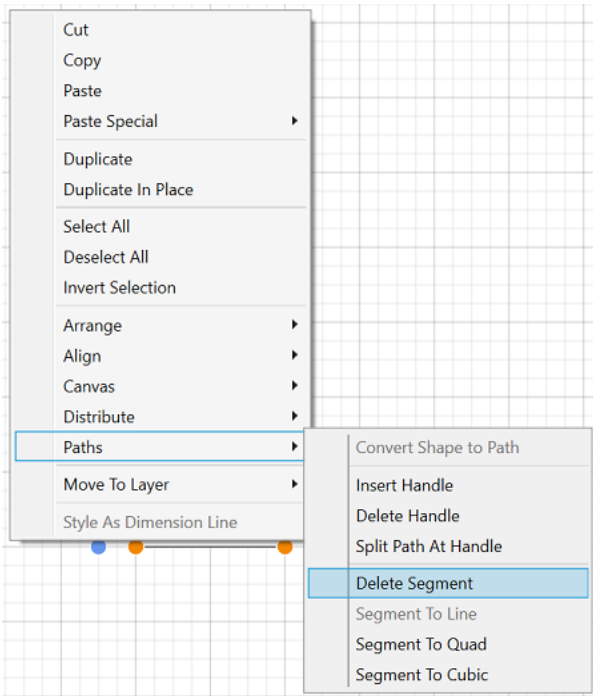 Cut
Copy
Paste
Paste Special
Duplicate
Duplicate In Place
Select All
Deselect All
Invert Selection
Arrange
Align
Canvas
Distribute
Paths
Move To Layer
Style As Dimension Line
Convert Shape to Path
Insert Handle
Delete Handle
Split Path At Handle
Delete Segment
Segment To Line
Segment To Quad
Segment To Cubic